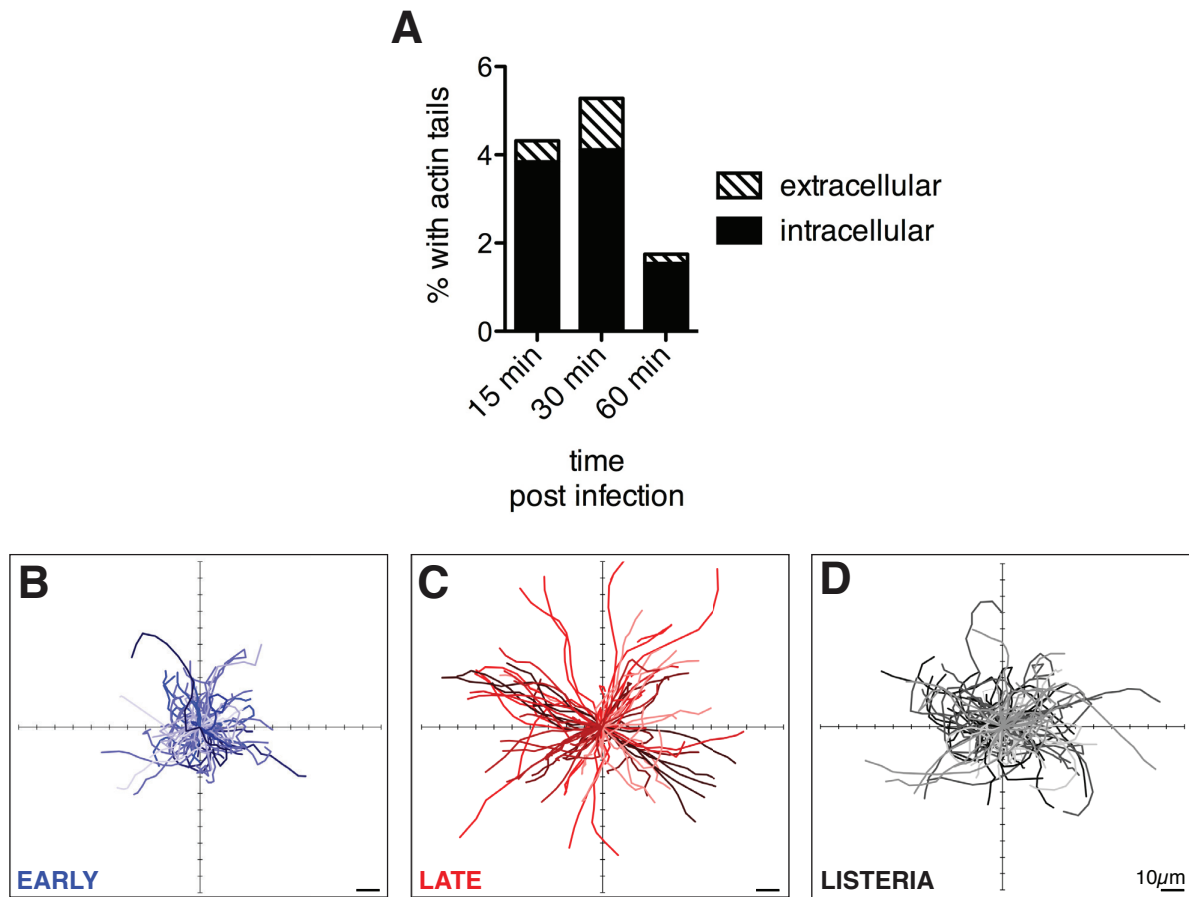 A
6
4
2
0
% with actin tails
extracellular
intracellular
15 min
30 min
60 min
time
post infection
B
EARLY
C
LATE
D
LISTERIA
10µm